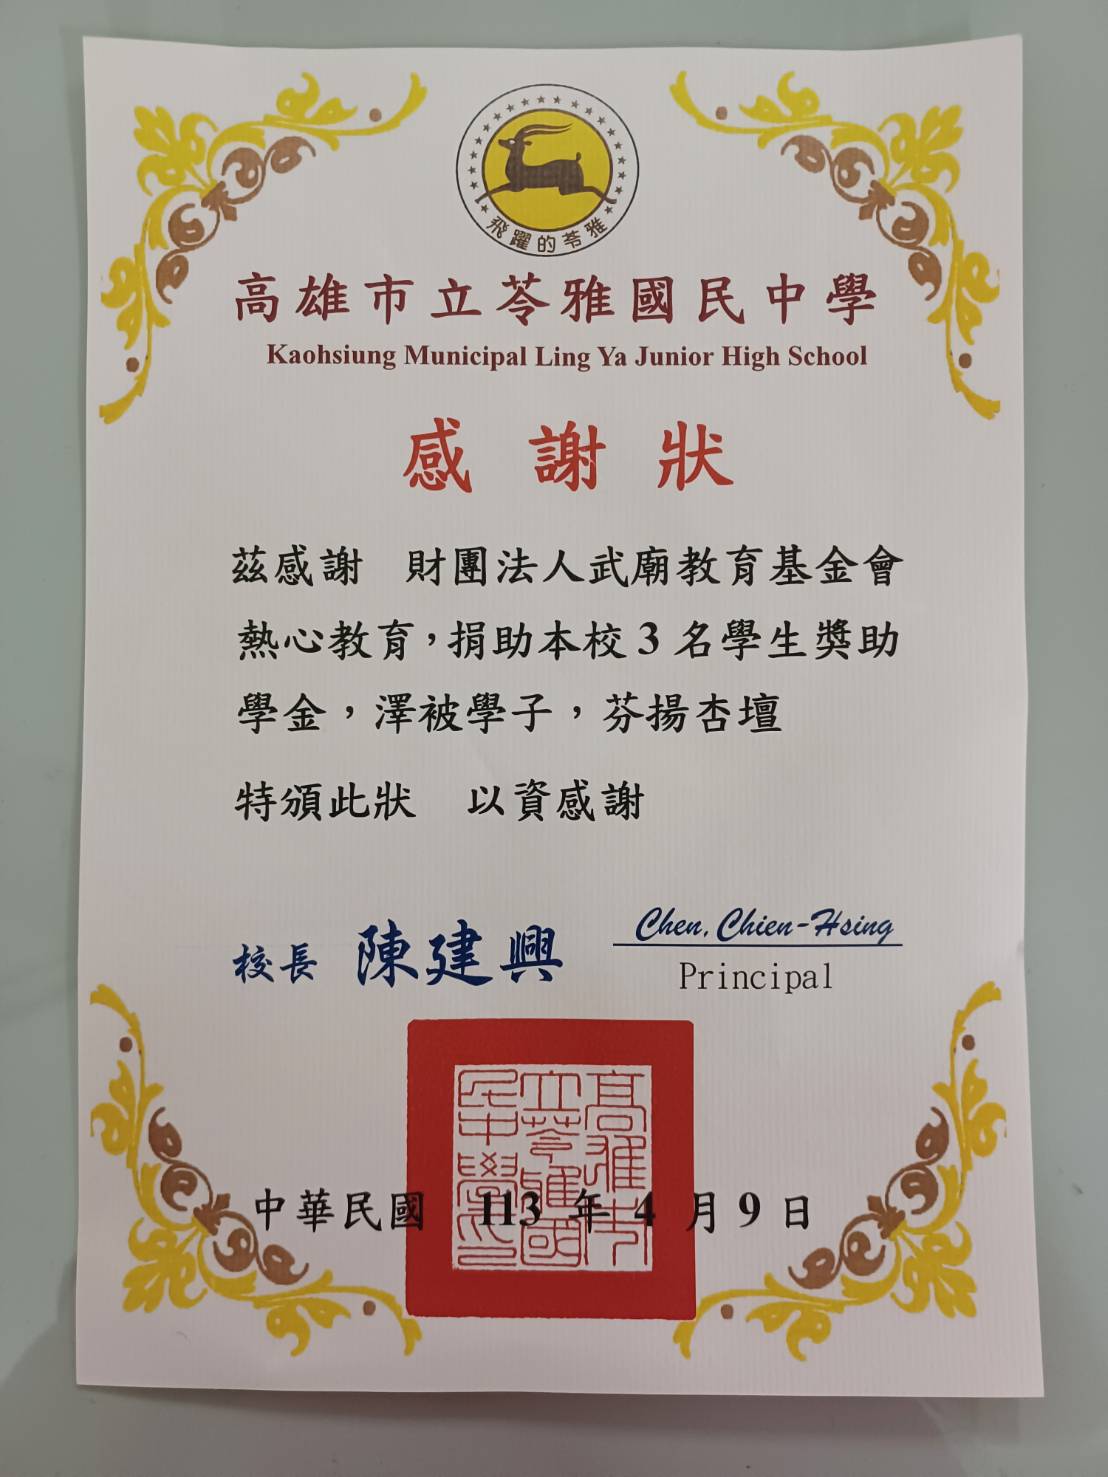 飛躍的苓雅
高雄市立苓雅國民中學
Kaohsiung Municipal Ling Ya Junior High School
感謝狀
茲感謝　財團法人武廟教育基金會
熱心教育，捐助本校3名學生獎助
學金，澤被學子，芬揚杏壇
特頒此狀　以資感謝
校長 陳建興
Chen, Chien-Hsing
Principal
高雄市
立苓雅國
民中學印
中華民國 113 年 4 月 9 日